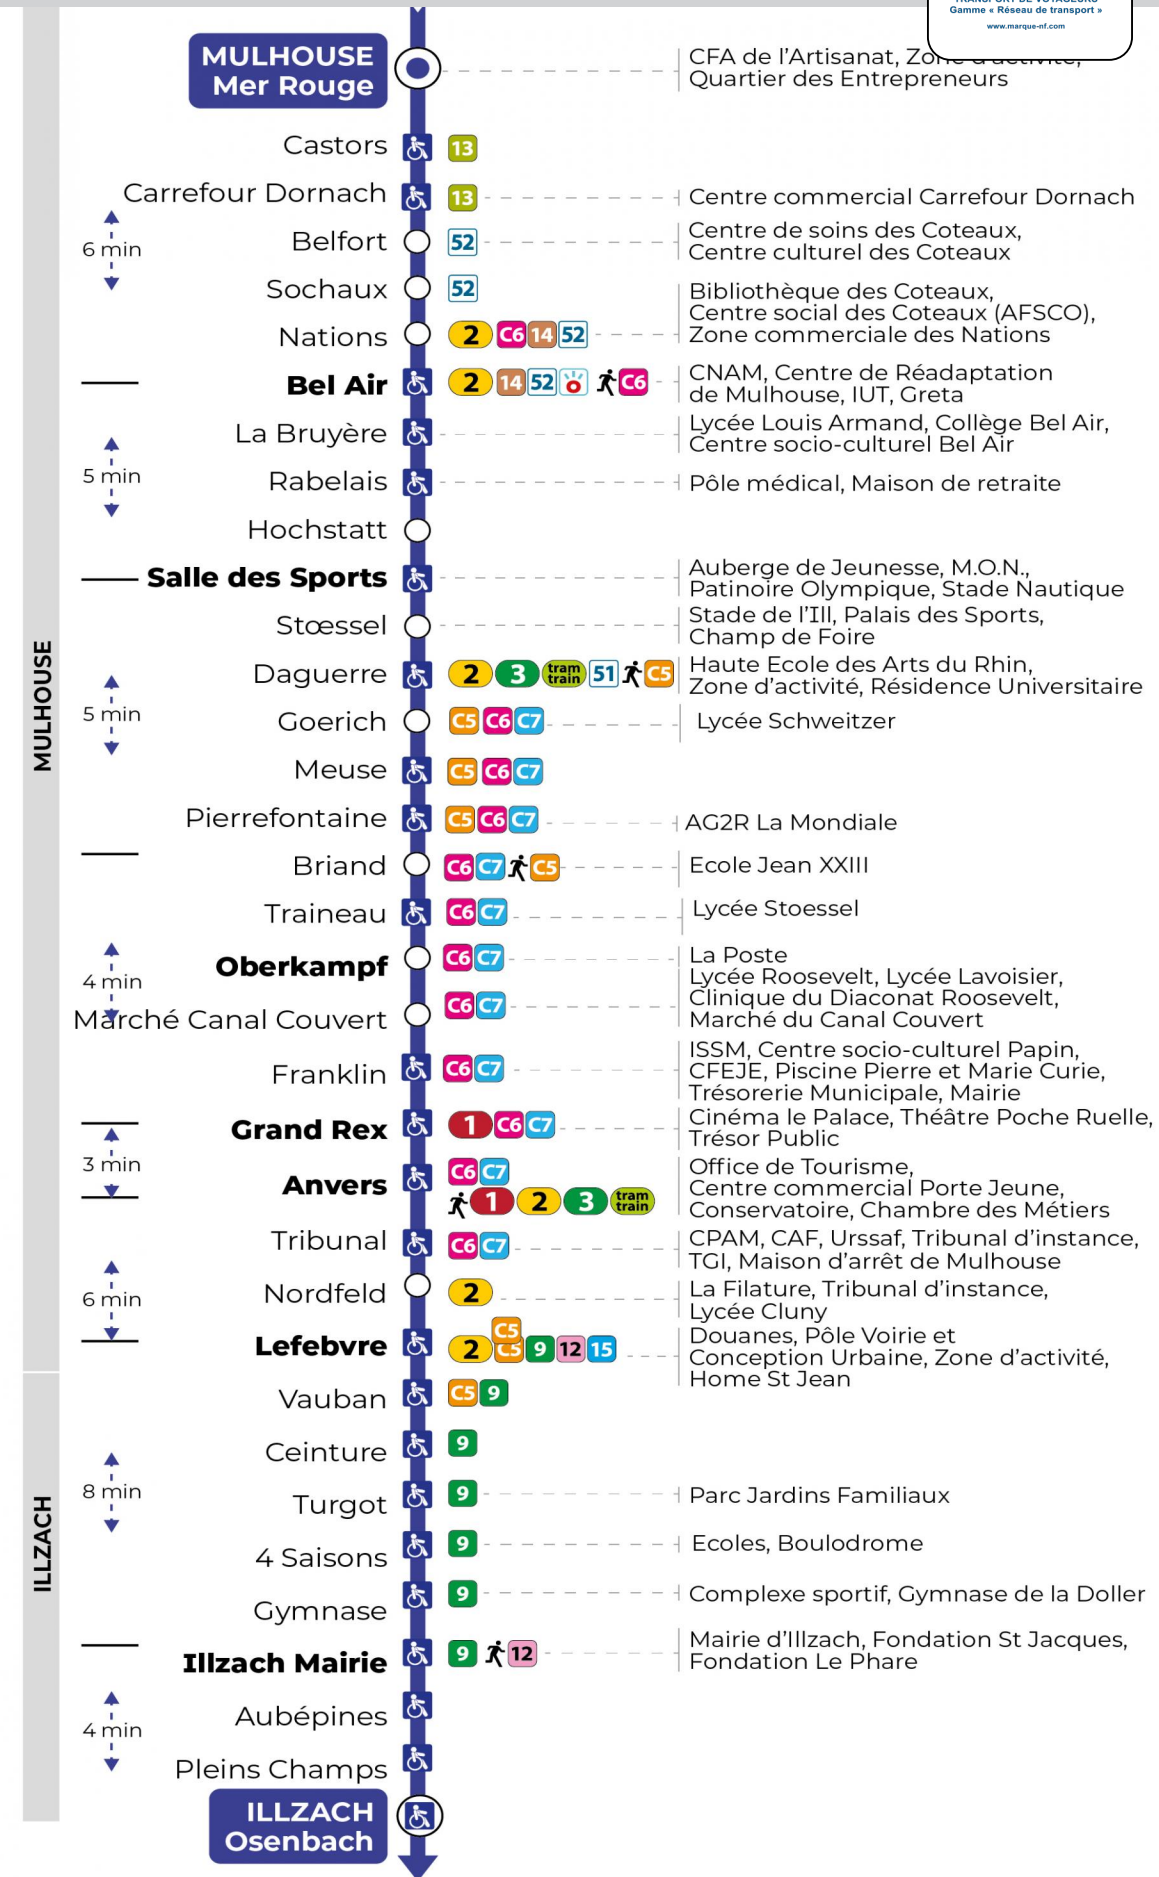 TRANSPORT DE VOYAGEURS
Gamme « Réseau de transport »
www.marque-nf.com
MULHOUSE
Mer Rouge
CFA de l'Artisanat, Zone d'activité,
Quartier des Entrepreneurs
Castors 13
Carrefour Dornach 13 Centre commercial Carrefour Dornach
6 min
Belfort 52 Centre de soins des Coteaux,
Centre culturel des Coteaux
Sochaux 52
Nations 2 C6 14 52 Bibliothèque des Coteaux,
Centre social des Coteaux (AFSCO),
Zone commerciale des Nations
Bel Air 2 14 52 C6 CNAM, Centre de Réadaptation
de Mulhouse, IUT, Greta
La Bruyère Lycée Louis Armand, Collège Bel Air,
Centre socio-culturel Bel Air
5 min
Rabelais Pôle médical, Maison de retraite
Hochstatt
Salle des Sports Auberge de Jeunesse, M.O.N.,
Patinoire Olympique, Stade Nautique
Stœssel Stade de l'Ill, Palais des Sports,
Champ de Foire
MULHOUSE
Daguerre 2 3 tram train 51 C5 Haute Ecole des Arts du Rhin,
Zone d'activité, Résidence Universitaire
5 min
Goerich C5 C6 C7 Lycée Schweitzer
Meuse C5 C6 C7
Pierrefontaine C5 C6 C7 AG2R La Mondiale
Briand C6 C7 C5 Ecole Jean XXIII
Traineau C6 C7 Lycée Stoessel
Oberkampf C6 C7 La Poste
4 min
Marché Canal Couvert C6 C7 Lycée Roosevelt, Lycée Lavoisier,
Clinique du Diaconat Roosevelt,
Marché du Canal Couvert
Franklin C6 C7 ISSM, Centre socio-culturel Papin,
CFEJE, Piscine Pierre et Marie Curie,
Trésorerie Municipale, Mairie
Grand Rex 1 C6 C7 Cinéma le Palace, Théâtre Poche Ruelle,
Trésor Public
3 min
Anvers C6 C7 Office de Tourisme,
1 2 3 tram train Centre commercial Porte Jeune,
Conservatoire, Chambre des Métiers
Tribunal C6 C7 CPAM, CAF, Urssaf, Tribunal d'instance,
TGI, Maison d'arrêt de Mulhouse
6 min
Nordfeld 2 La Filature, Tribunal d'instance,
Lycée Cluny
C5
Lefebvre 2 C5 9 12 15 Douanes, Pôle Voirie et
Conception Urbaine, Zone d'activité,
Home St Jean
Vauban C5 9
Ceinture 9
8 min
Turgot 9 Parc Jardins Familiaux
ILLZACH
4 Saisons 9 Ecoles, Boulodrome
Gymnase 9 Complexe sportif, Gymnase de la Doller
Illzach Mairie 9 12 Mairie d'Illzach, Fondation St Jacques,
Fondation Le Phare
Aubépines
4 min
Pleins Champs
ILLZACH
Osenbach